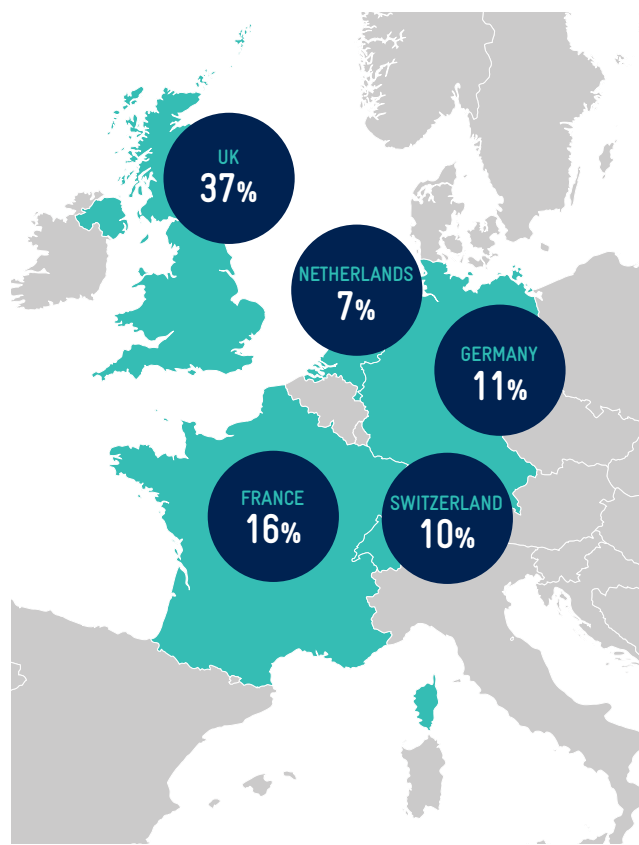 UK
37%
NETHERLANDS
7%
GERMANY
11%
FRANCE
16%
SWITZERLAND
10%